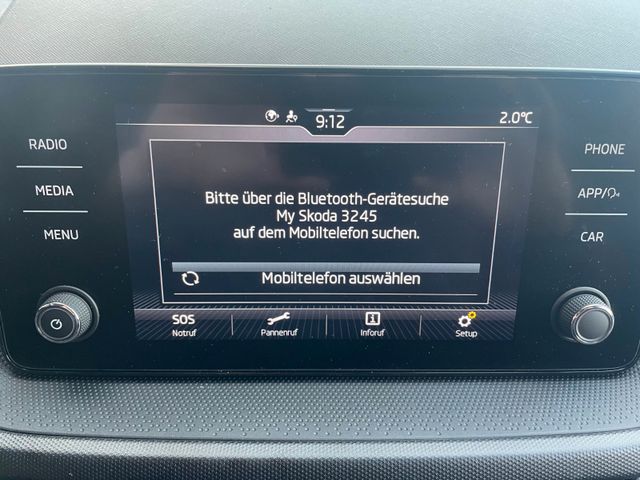 9:12
2.0°C
RADIO
MEDIA
MENU
PHONE
APP/
CAR
Bitte über die Bluetooth-Gerätesuche
My Skoda 3245
auf dem Mobiltelefon suchen.
Mobiltelefon auswählen
SOS
Notruf
Pannenruf
Inforuf
Setup